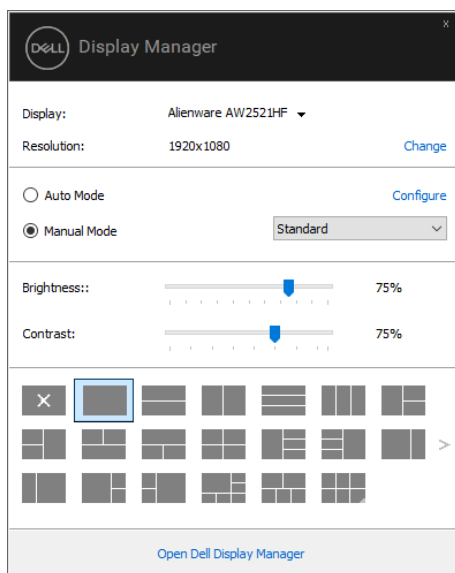 x
DELL Display Manager
Display: Alienware AW2521HF
Resolution: 1920x1080 Change
Auto Mode Configure
Manual Mode Standard
Brightness:: 75%
Contrast: 75%
Open Dell Display Manager